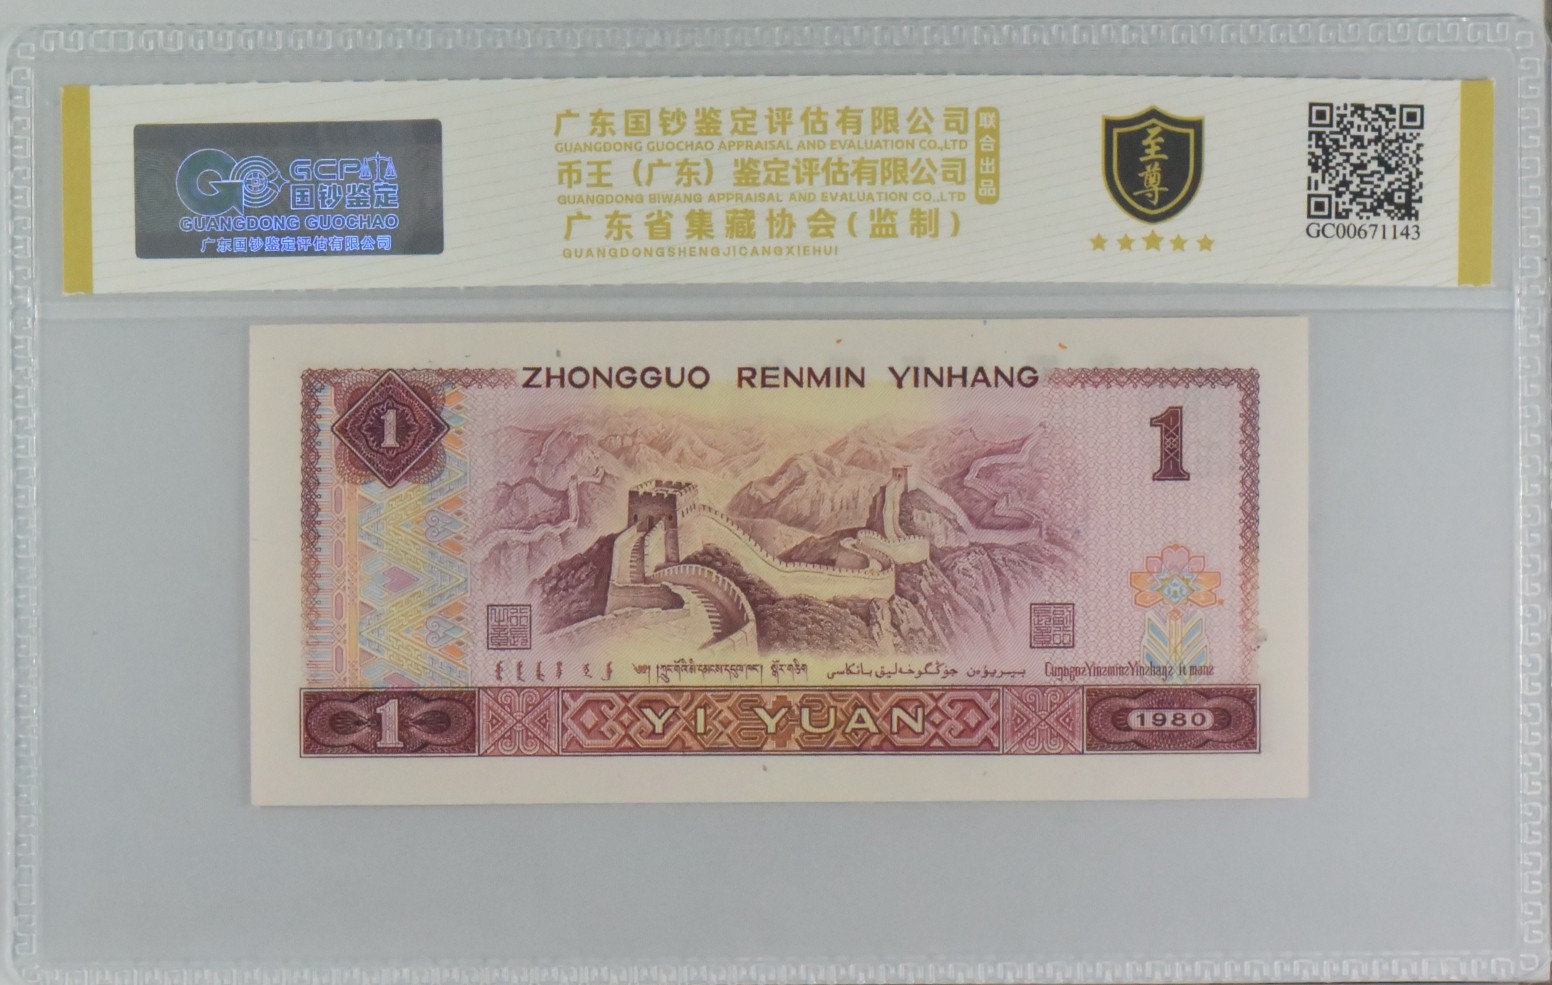 GCP
国钞鉴定
GUANGDONG GUOCHAO
广东国钞鉴定评估有限公司
广东国钞鉴定评估有限公司
GUANGDONG GUOCHAO APPRAISAL AND EVALUATION CO.,LTD
币王（广东）鉴定评估有限公司
GUANGDONG BIWANG APPRAISAL AND EVALUATION CO.,LTD
广东省集藏协会(监制)
GUANGDONGSHENGJICANGXIEHUI
联合出品
至尊
GC00671143
ZHONGGUO RENMIN YINHANG
1
1
1
YI YUAN
1980